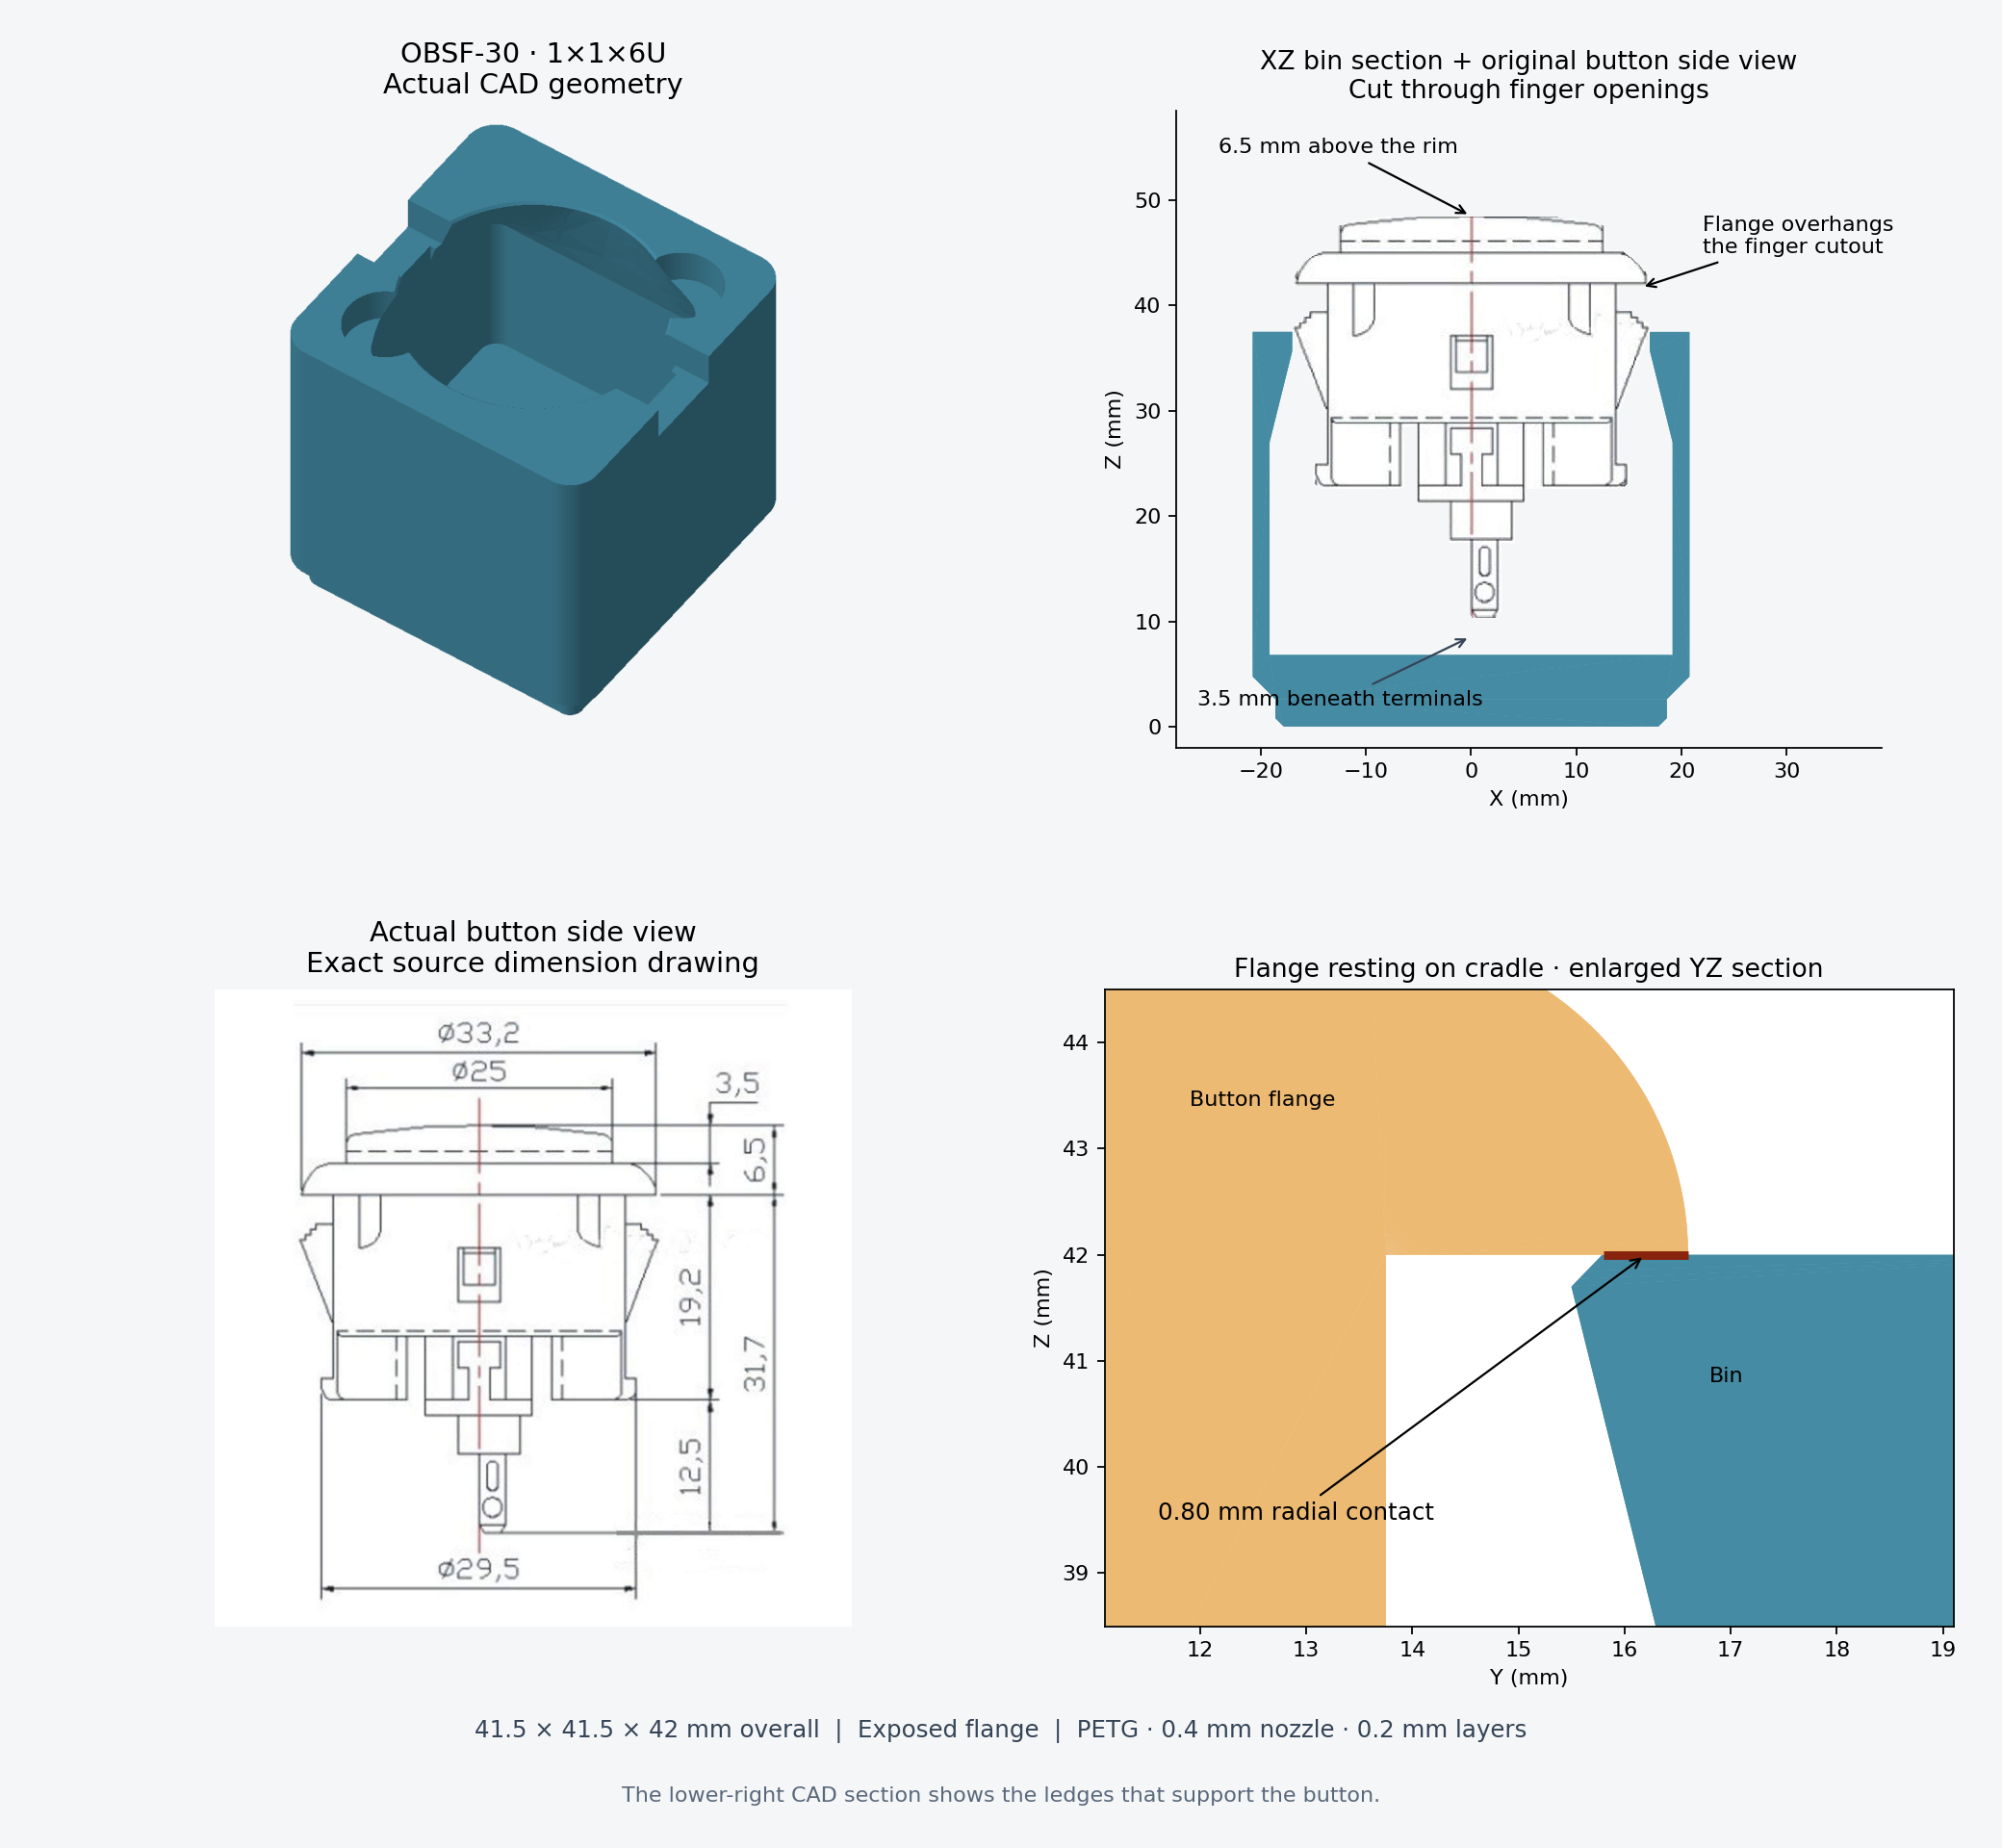 OBSF-30 · 1×1×6U
Actual CAD geometry
XZ bin section + original button side view
Cut through finger openings
6.5 mm above the rim
Flange overhangs
the finger cutout
3.5 mm beneath terminals
50
40
30
20
10
0
Z (mm)
−20
−10
0
10
20
30
X (mm)
Actual button side view
Exact source dimension drawing
ø33,2
ø25
3,5
6,5
19,2
31,7
12,5
ø29,5
Flange resting on cradle · enlarged YZ section
44
43
42
41
40
39
Z (mm)
Button flange
Bin
0.80 mm radial contact
12
13
14
15
16
17
18
19
Y (mm)
41.5 × 41.5 × 42 mm overall | Exposed flange | PETG · 0.4 mm nozzle · 0.2 mm layers
The lower-right CAD section shows the ledges that support the button.